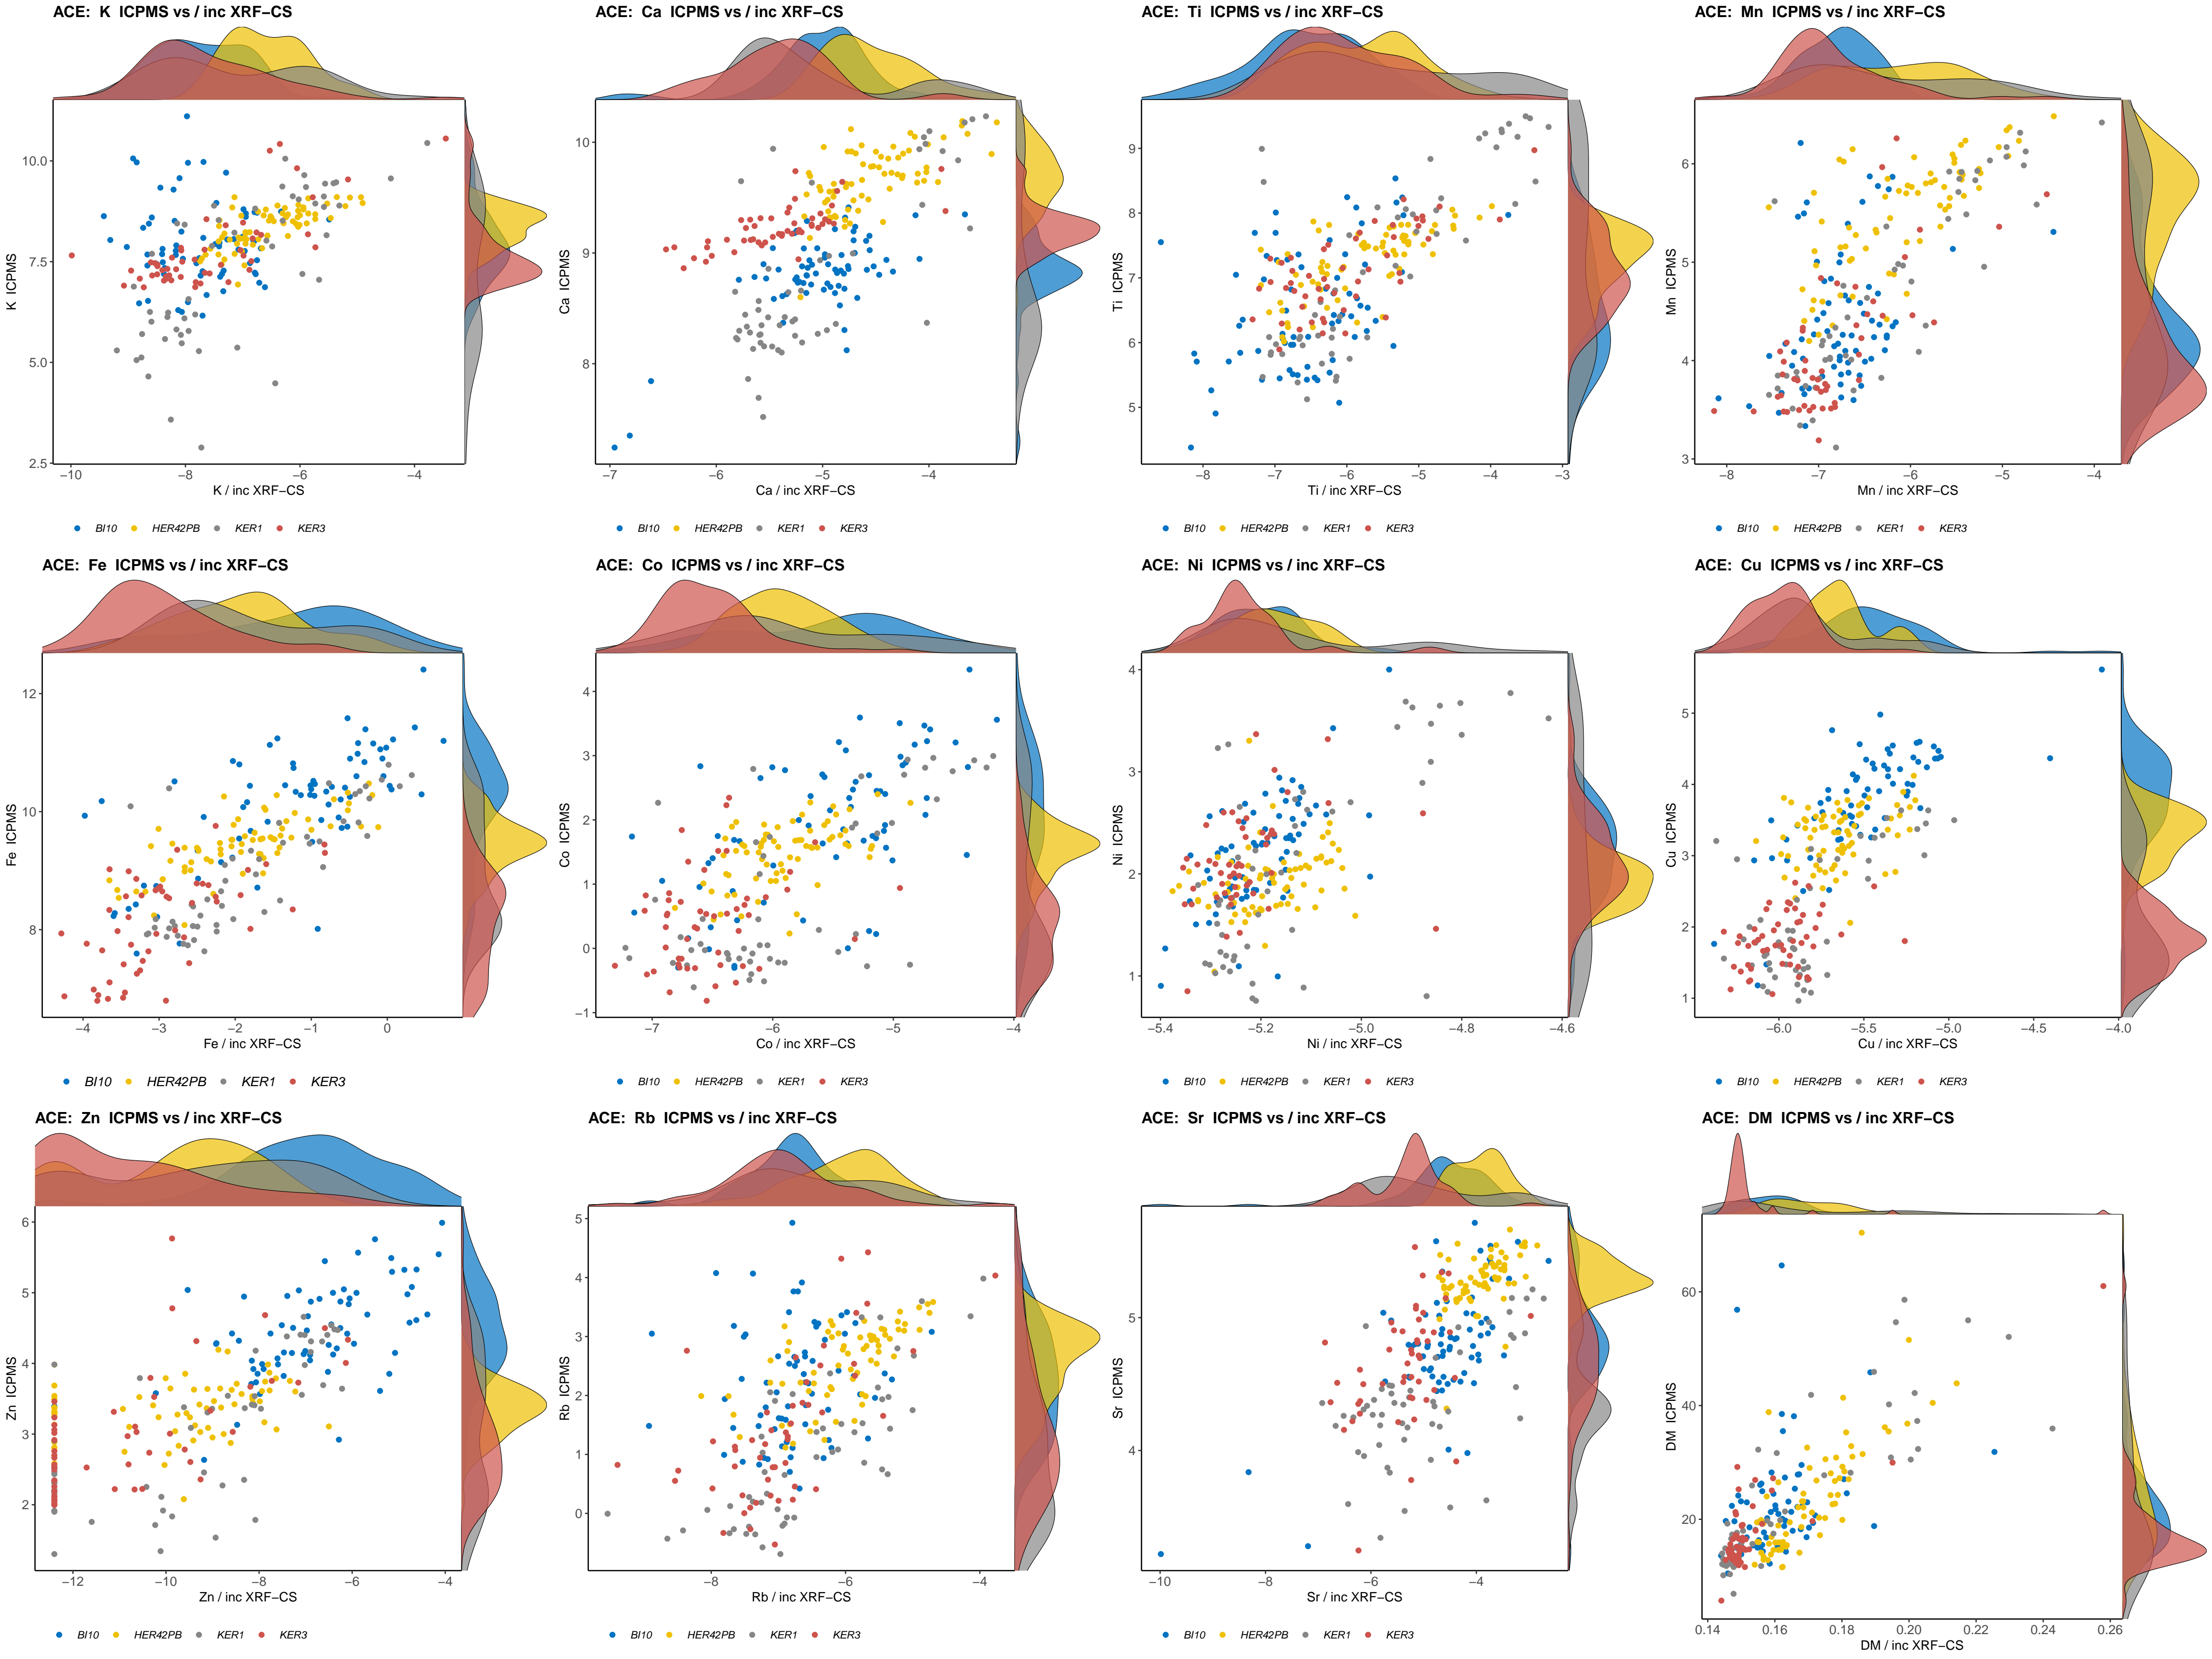 ACE:  K  ICPMS vs / inc XRF−CS
K  ICPMS
10.0
7.5
5.0
2.5
−10 −8 −6 −4
K / inc XRF−CS
BI10 HER42PB KER1 KER3
ACE:  Ca  ICPMS vs / inc XRF−CS
Ca  ICPMS
10
9
8
−7 −6 −5 −4
Ca / inc XRF−CS
BI10 HER42PB KER1 KER3
ACE:  Ti  ICPMS vs / inc XRF−CS
Ti  ICPMS
9
8
7
6
5
−8 −7 −6 −5 −4 −3
Ti / inc XRF−CS
BI10 HER42PB KER1 KER3
ACE:  Mn  ICPMS vs / inc XRF−CS
Mn  ICPMS
6
5
4
3
−8 −7 −6 −5 −4
Mn / inc XRF−CS
BI10 HER42PB KER1 KER3
ACE:  Fe  ICPMS vs / inc XRF−CS
Fe  ICPMS
12
10
8
−4 −3 −2 −1 0
Fe / inc XRF−CS
BI10 HER42PB KER1 KER3
ACE:  Co  ICPMS vs / inc XRF−CS
Co  ICPMS
4
3
2
1
0
−1
−7 −6 −5 −4
Co / inc XRF−CS
BI10 HER42PB KER1 KER3
ACE:  Ni  ICPMS vs / inc XRF−CS
Ni  ICPMS
4
3
2
1
−5.4 −5.2 −5.0 −4.8 −4.6
Ni / inc XRF−CS
BI10 HER42PB KER1 KER3
ACE:  Cu  ICPMS vs / inc XRF−CS
Cu  ICPMS
5
4
3
2
1
−6.0 −5.5 −5.0 −4.5 −4.0
Cu / inc XRF−CS
BI10 HER42PB KER1 KER3
ACE:  Zn  ICPMS vs / inc XRF−CS
Zn  ICPMS
6
5
4
3
2
−12 −10 −8 −6 −4
Zn / inc XRF−CS
BI10 HER42PB KER1 KER3
ACE:  Rb  ICPMS vs / inc XRF−CS
Rb  ICPMS
5
4
3
2
1
0
−8 −6 −4
Rb / inc XRF−CS
BI10 HER42PB KER1 KER3
ACE:  Sr  ICPMS vs / inc XRF−CS
Sr  ICPMS
5
4
−10 −8 −6 −4
Sr / inc XRF−CS
BI10 HER42PB KER1 KER3
ACE:  DM  ICPMS vs / inc XRF−CS
DM  ICPMS
60
40
20
0.14 0.16 0.18 0.20 0.22 0.24 0.26
DM / inc XRF−CS
BI10 HER42PB KER1 KER3